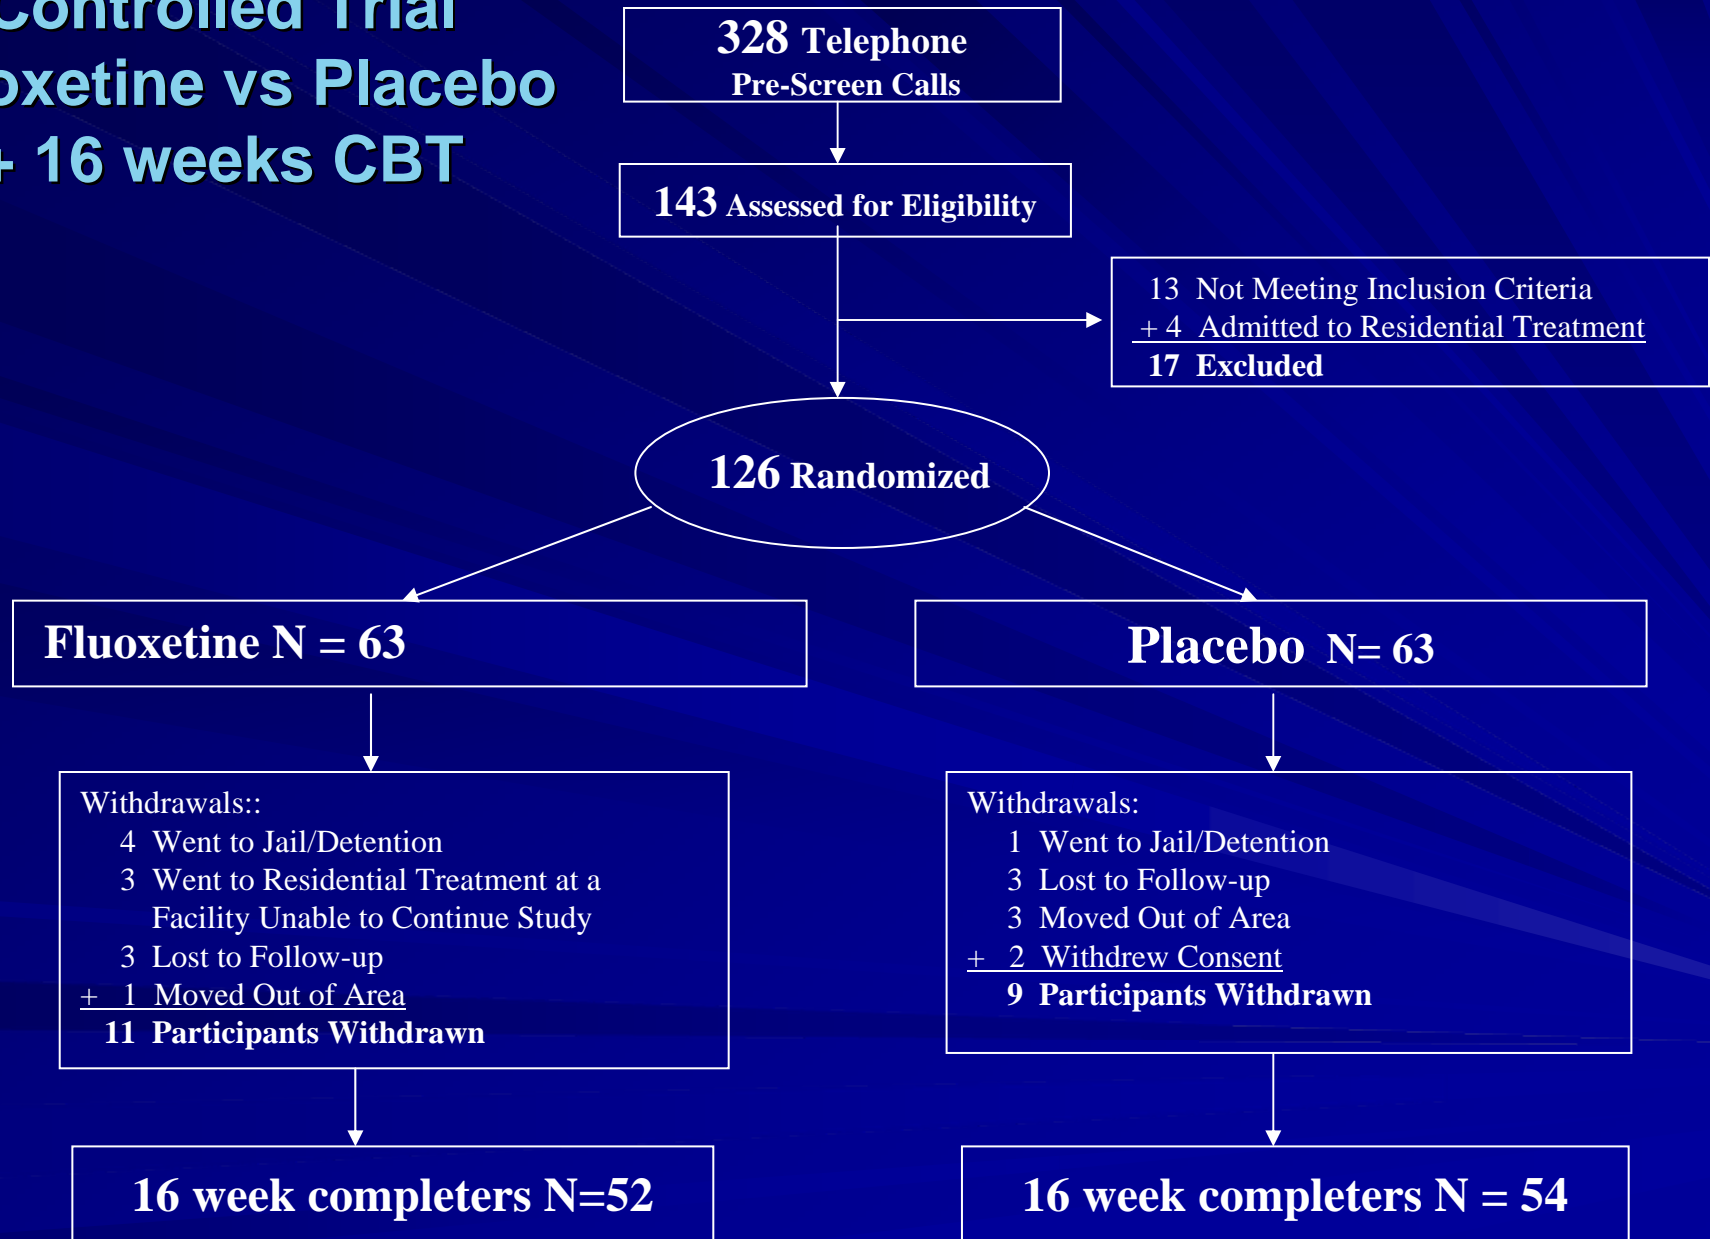 Controlled Trial
oxetine vs Placebo
+ 16 weeks CBT
328 Telephone
Pre-Screen Calls
143 Assessed for Eligibility
13 Not Meeting Inclusion Criteria
+ 4 Admitted to Residential Treatment
17 Excluded
126 Randomized
Fluoxetine N = 63
Placebo N= 63
Withdrawals::
4 Went to Jail/Detention
3 Went to Residential Treatment at a
Facility Unable to Continue Study
3 Lost to Follow-up
+ 1 Moved Out of Area
11 Participants Withdrawn
Withdrawals:
1 Went to Jail/Detention
3 Lost to Follow-up
3 Moved Out of Area
+ 2 Withdrew Consent
9 Participants Withdrawn
16 week completers N=52
16 week completers N = 54